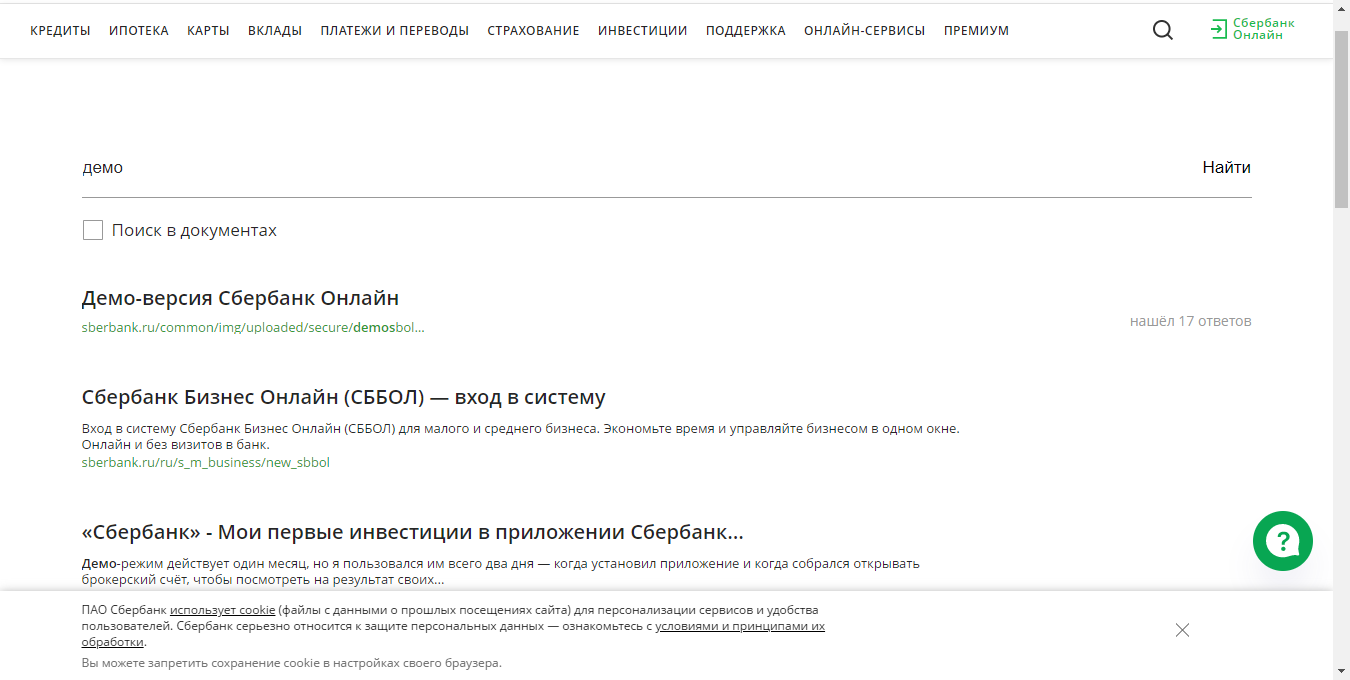 КРЕДИТЫ ИПОТЕКА КАРТЫ ВКЛАДЫ ПЛАТЕЖИ И ПЕРЕВОДЫ СТРАХОВАНИЕ ИНВЕСТИЦИИ ПОДДЕРЖКА ОНЛАЙН-СЕРВИСЫ ПРЕМИУМ
Сбербанк
Онлайн
демо
Найти
Поиск в документах
Демо-версия Сбербанк Онлайн
sberbank.ru/common/img/uploaded/secure/demosbol...
нашёл 17 ответов
Сбербанк Бизнес Онлайн (СББОЛ) — вход в систему
Вход в систему Сбербанк Бизнес Онлайн (СББОЛ) для малого и среднего бизнеса. Экономьте время и управляйте бизнесом в одном окне.
Онлайн и без визитов в банк.
sberbank.ru/ru/s_m_business/new_sbbol
«Сбербанк» - Мои первые инвестиции в приложении Сбербанк...
Демо-режим действует один месяц, но я пользовался им всего два дня — когда установил приложение и когда собрался открывать
брокерский счёт, чтобы посмотреть на результат своих...
?
ПАО Сбербанк использует cookie (файлы с данными о прошлых посещениях сайта) для персонализации сервисов и удобства
пользователей. Сбербанк серьезно относится к защите персональных данных — ознакомьтесь с условиями и принципами их
обработки.
Вы можете запретить сохранение cookie в настройках своего браузера.